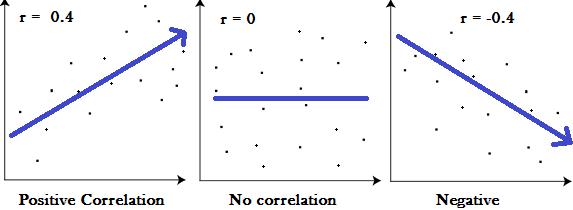 r = 0.4
r = 0
r = -0.4
Positive Correlation
No correlation
Negative